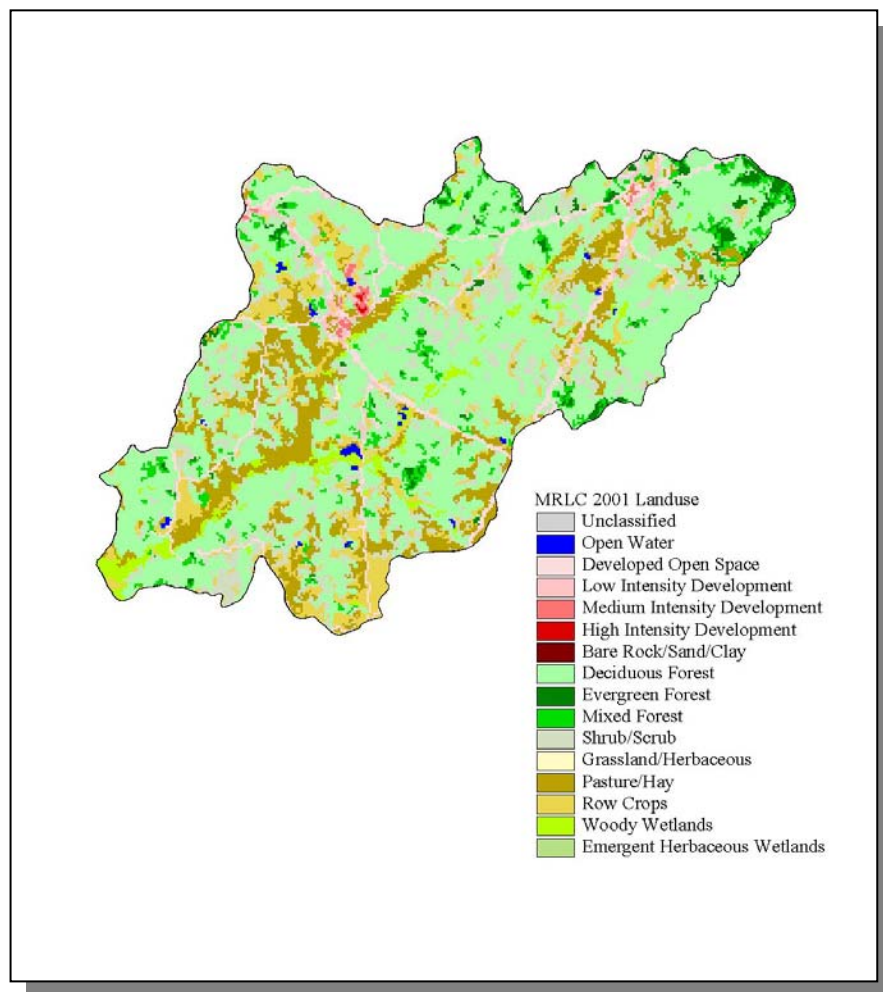 MRLC 2001 Landuse
Unclassified
Open Water
Developed Open Space
Low Intensity Development
Medium Intensity Development
High Intensity Development
Bare Rock/Sand/Clay
Deciduous Forest
Evergreen Forest
Mixed Forest
Shrub/Scrub
Grassland/Herbaceous
Pasture/Hay
Row Crops
Woody Wetlands
Emergent Herbaceous Wetlands